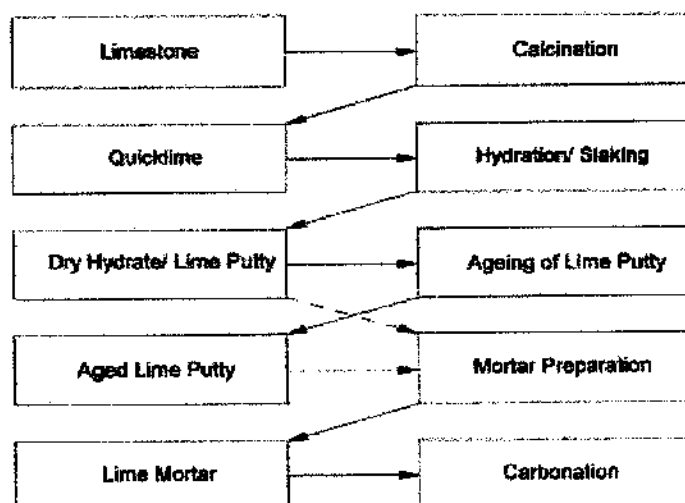 Limestone
Calcination
Quicklime
Hydration/ Slaking
Dry Hydrate/ Lime Putty
Ageing of Lime Putty
Aged Lime Putty
Mortar Preparation
Lime Mortar
Carbonation